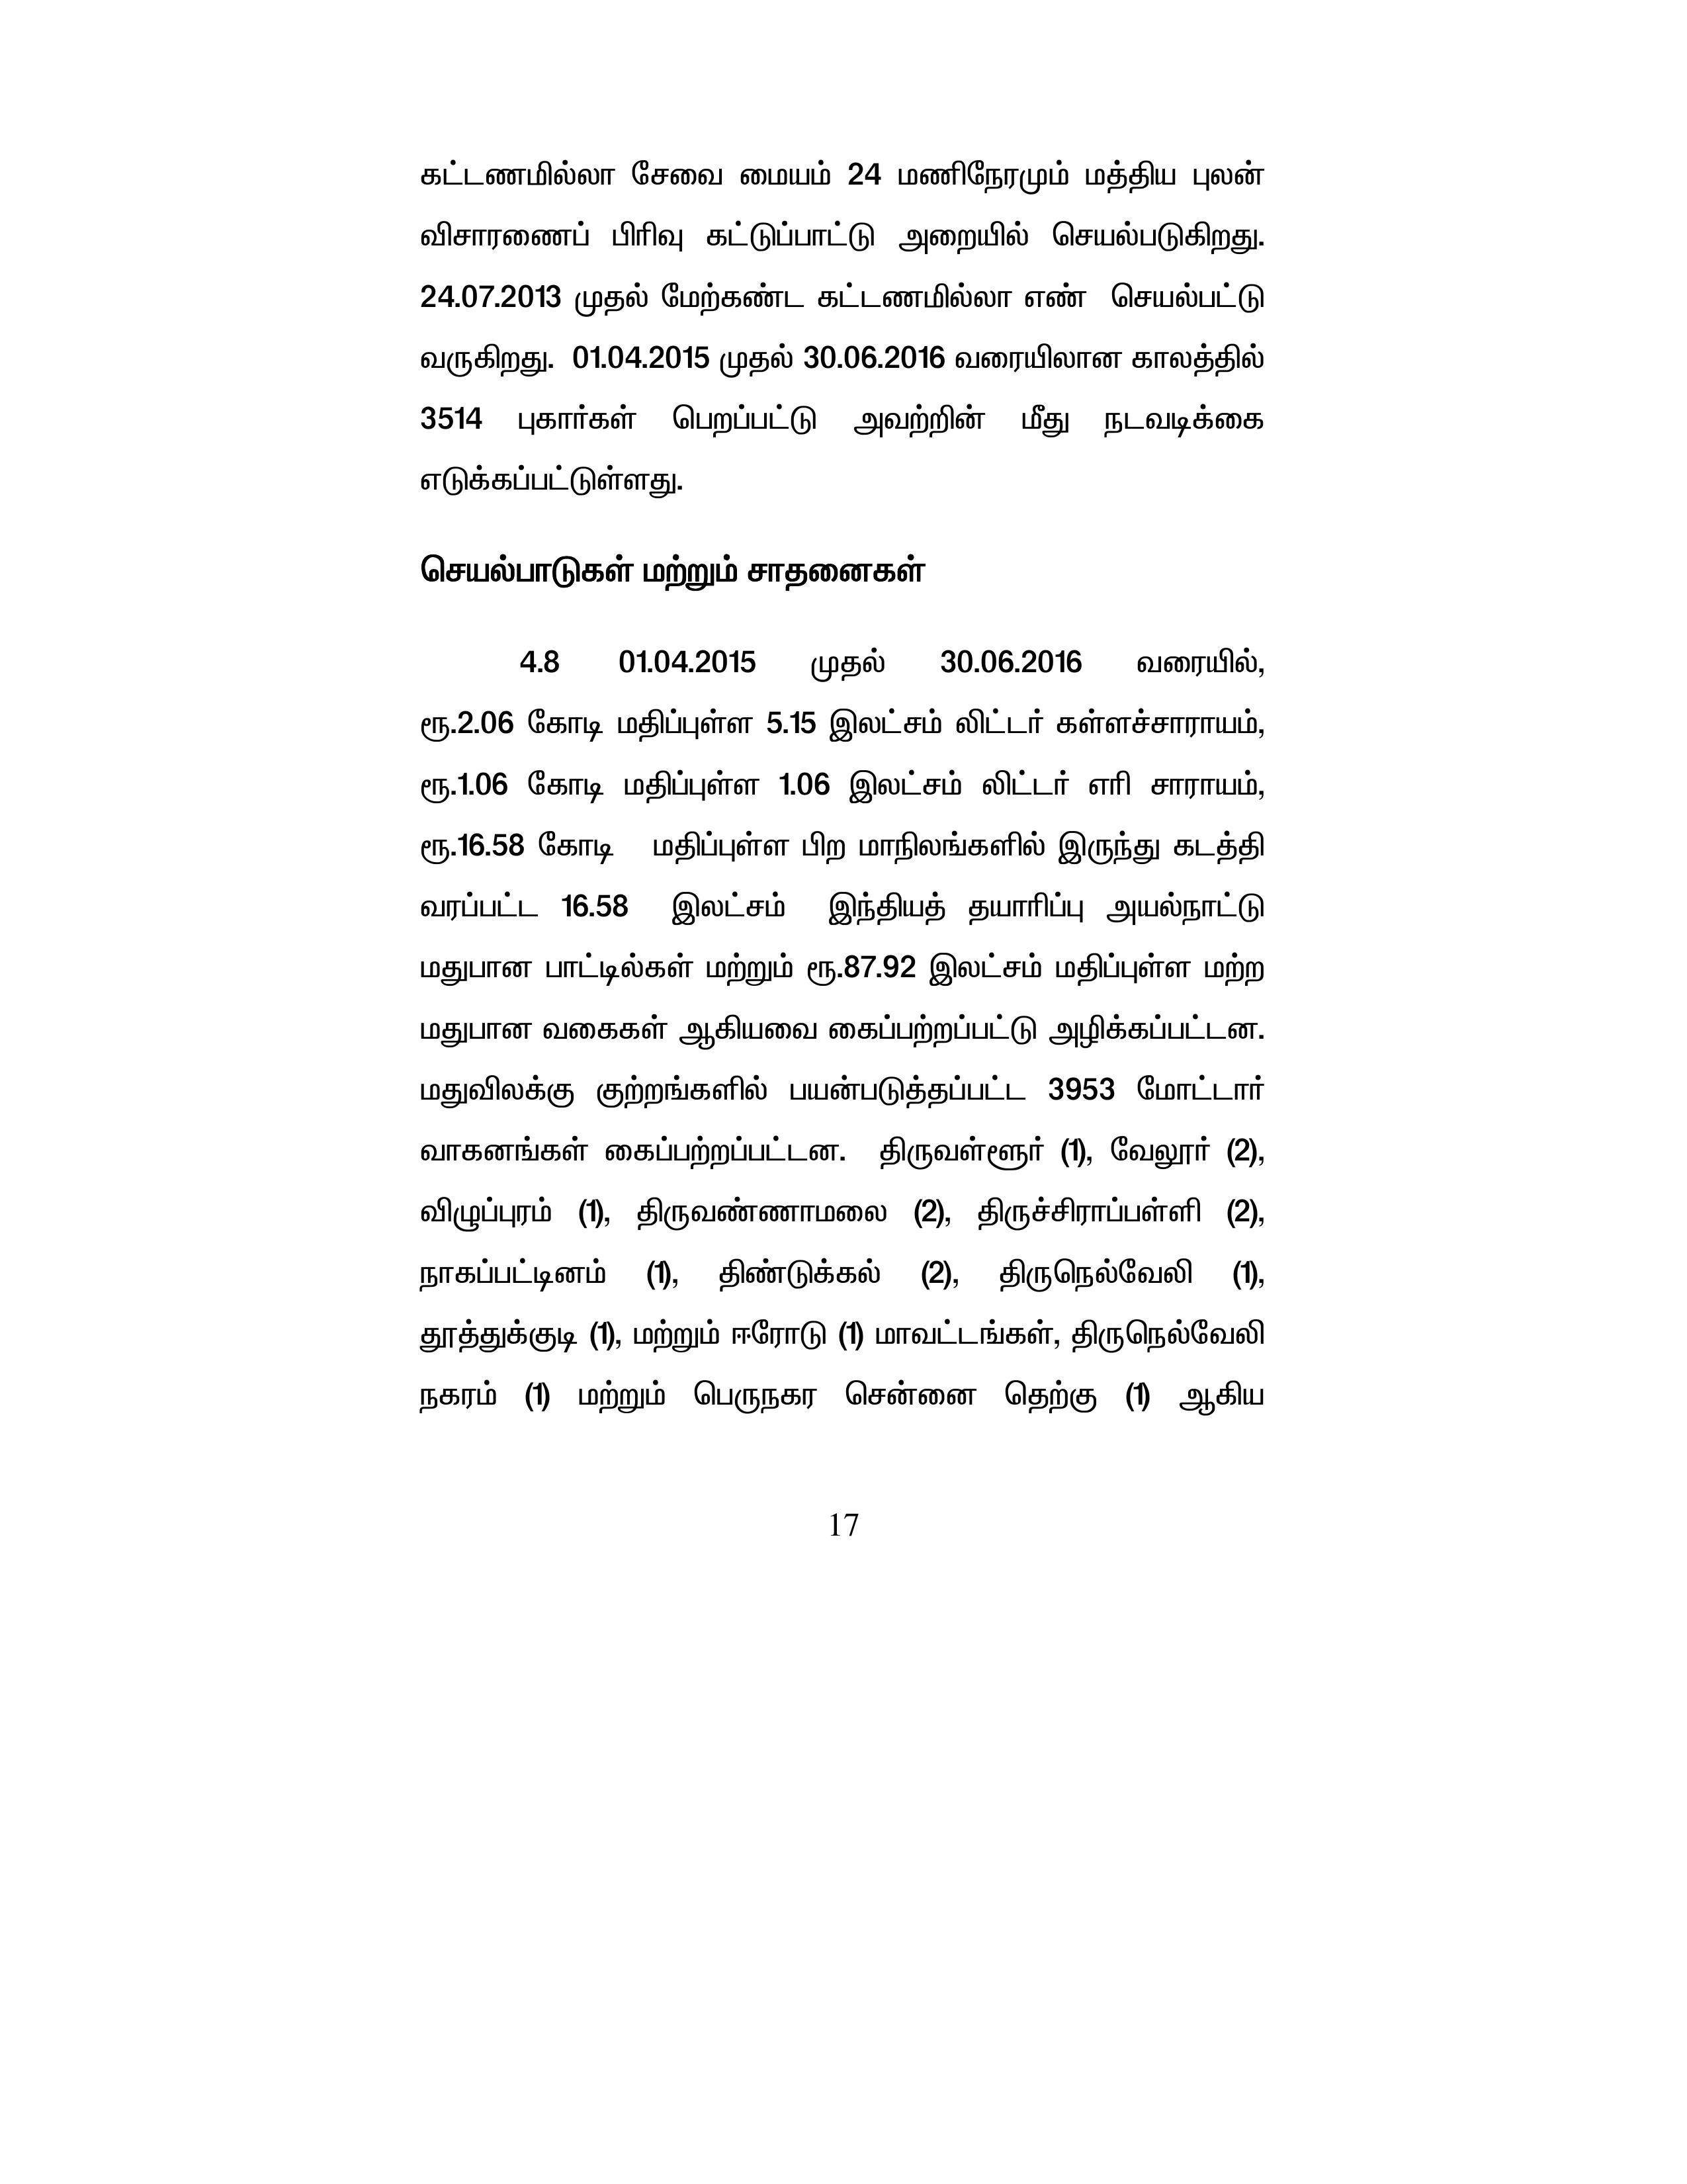 கட்டணமில்லா சேவை மையம் 24 மணிநேரமும் மத்திய புலன்
விசாரணைப் பிரிவு கட்டுப்பாட்டு அறையில் செயல்படுகிறது.
24.07.2013 முதல் மேற்கண்ட கட்டணமில்லா எண் செயல்பட்டு
வருகிறது. 01.04.2015 முதல் 30.06.2016 வரையிலான காலத்தில்
3514 புகார்கள் பெறப்பட்டு அவற்றின் மீது நடவடிக்கை
எடுக்கப்பட்டுள்ளது.
செயல்பாடுகள் மற்றும் சாதனைகள்
4.8 01.04.2015 முதல் 30.06.2016 வரையில்,
ரூ.2.06 கோடி மதிப்புள்ள 5.15 இலட்சம் லிட்டர் கள்ளச்சாராயம்,
ரூ.1.06 கோடி மதிப்புள்ள 1.06 இலட்சம் லிட்டர் எரி சாராயம்,
ரூ.16.58 கோடி மதிப்புள்ள பிற மாநிலங்களில் இருந்து கடத்தி
வரப்பட்ட 16.58 இலட்சம் இந்தியத் தயாரிப்பு அயல்நாட்டு
மதுபான பாட்டில்கள் மற்றும் ரூ.87.92 இலட்சம் மதிப்புள்ள மற்ற
மதுபான வகைகள் ஆகியவை கைப்பற்றப்பட்டு அழிக்கப்பட்டன.
மதுவிலக்கு குற்றங்களில் பயன்படுத்தப்பட்ட 3953 மோட்டார்
வாகனங்கள் கைப்பற்றப்பட்டன. திருவள்ளூர் (1), வேலூர் (2),
விழுப்புரம் (1), திருவண்ணாமலை (2), திருச்சிராப்பள்ளி (2),
நாகப்பட்டினம் (1), திண்டுக்கல் (2), திருநெல்வேலி (1),
தூத்துக்குடி (1), மற்றும் ஈரோடு (1) மாவட்டங்கள், திருநெல்வேலி
நகரம் (1) மற்றும் பெருநகர சென்னை தெற்கு (1) ஆகிய
17